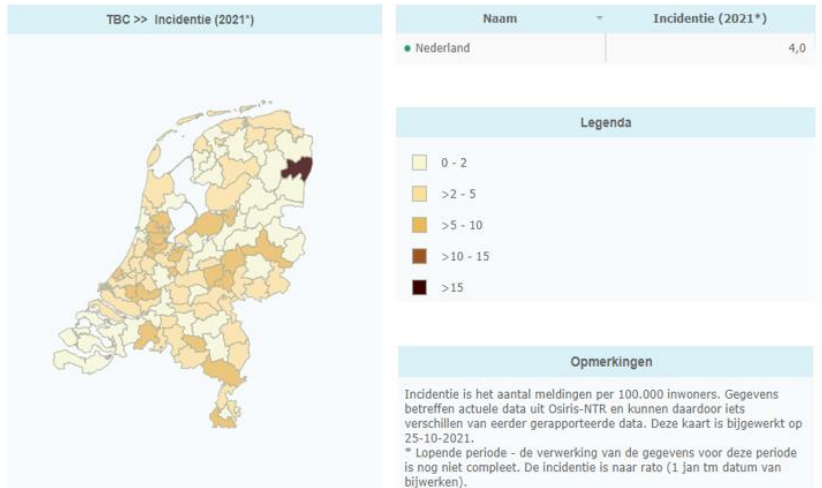 TBC >> Incidentie (2021*)
Naam Incidentie (2021*)
Nederland 4,0
Legenda
0 - 2
>2 - 5
>5 - 10
>10 - 15
>15
Opmerkingen
Incidentie is het aantal meldingen per 100.000 inwoners. Gegevens
betreffen actuele data uit Osiris-NTR en kunnen daardoor iets
verschillen van eerder gerapporteerde data. Deze kaart is bijgewerkt op
25-10-2021.
* Lopende periode - de verwerking van de gegevens voor deze periode
is nog niet compleet. De incidentie is naar rato (1 jan tm datum van
bijwerken).